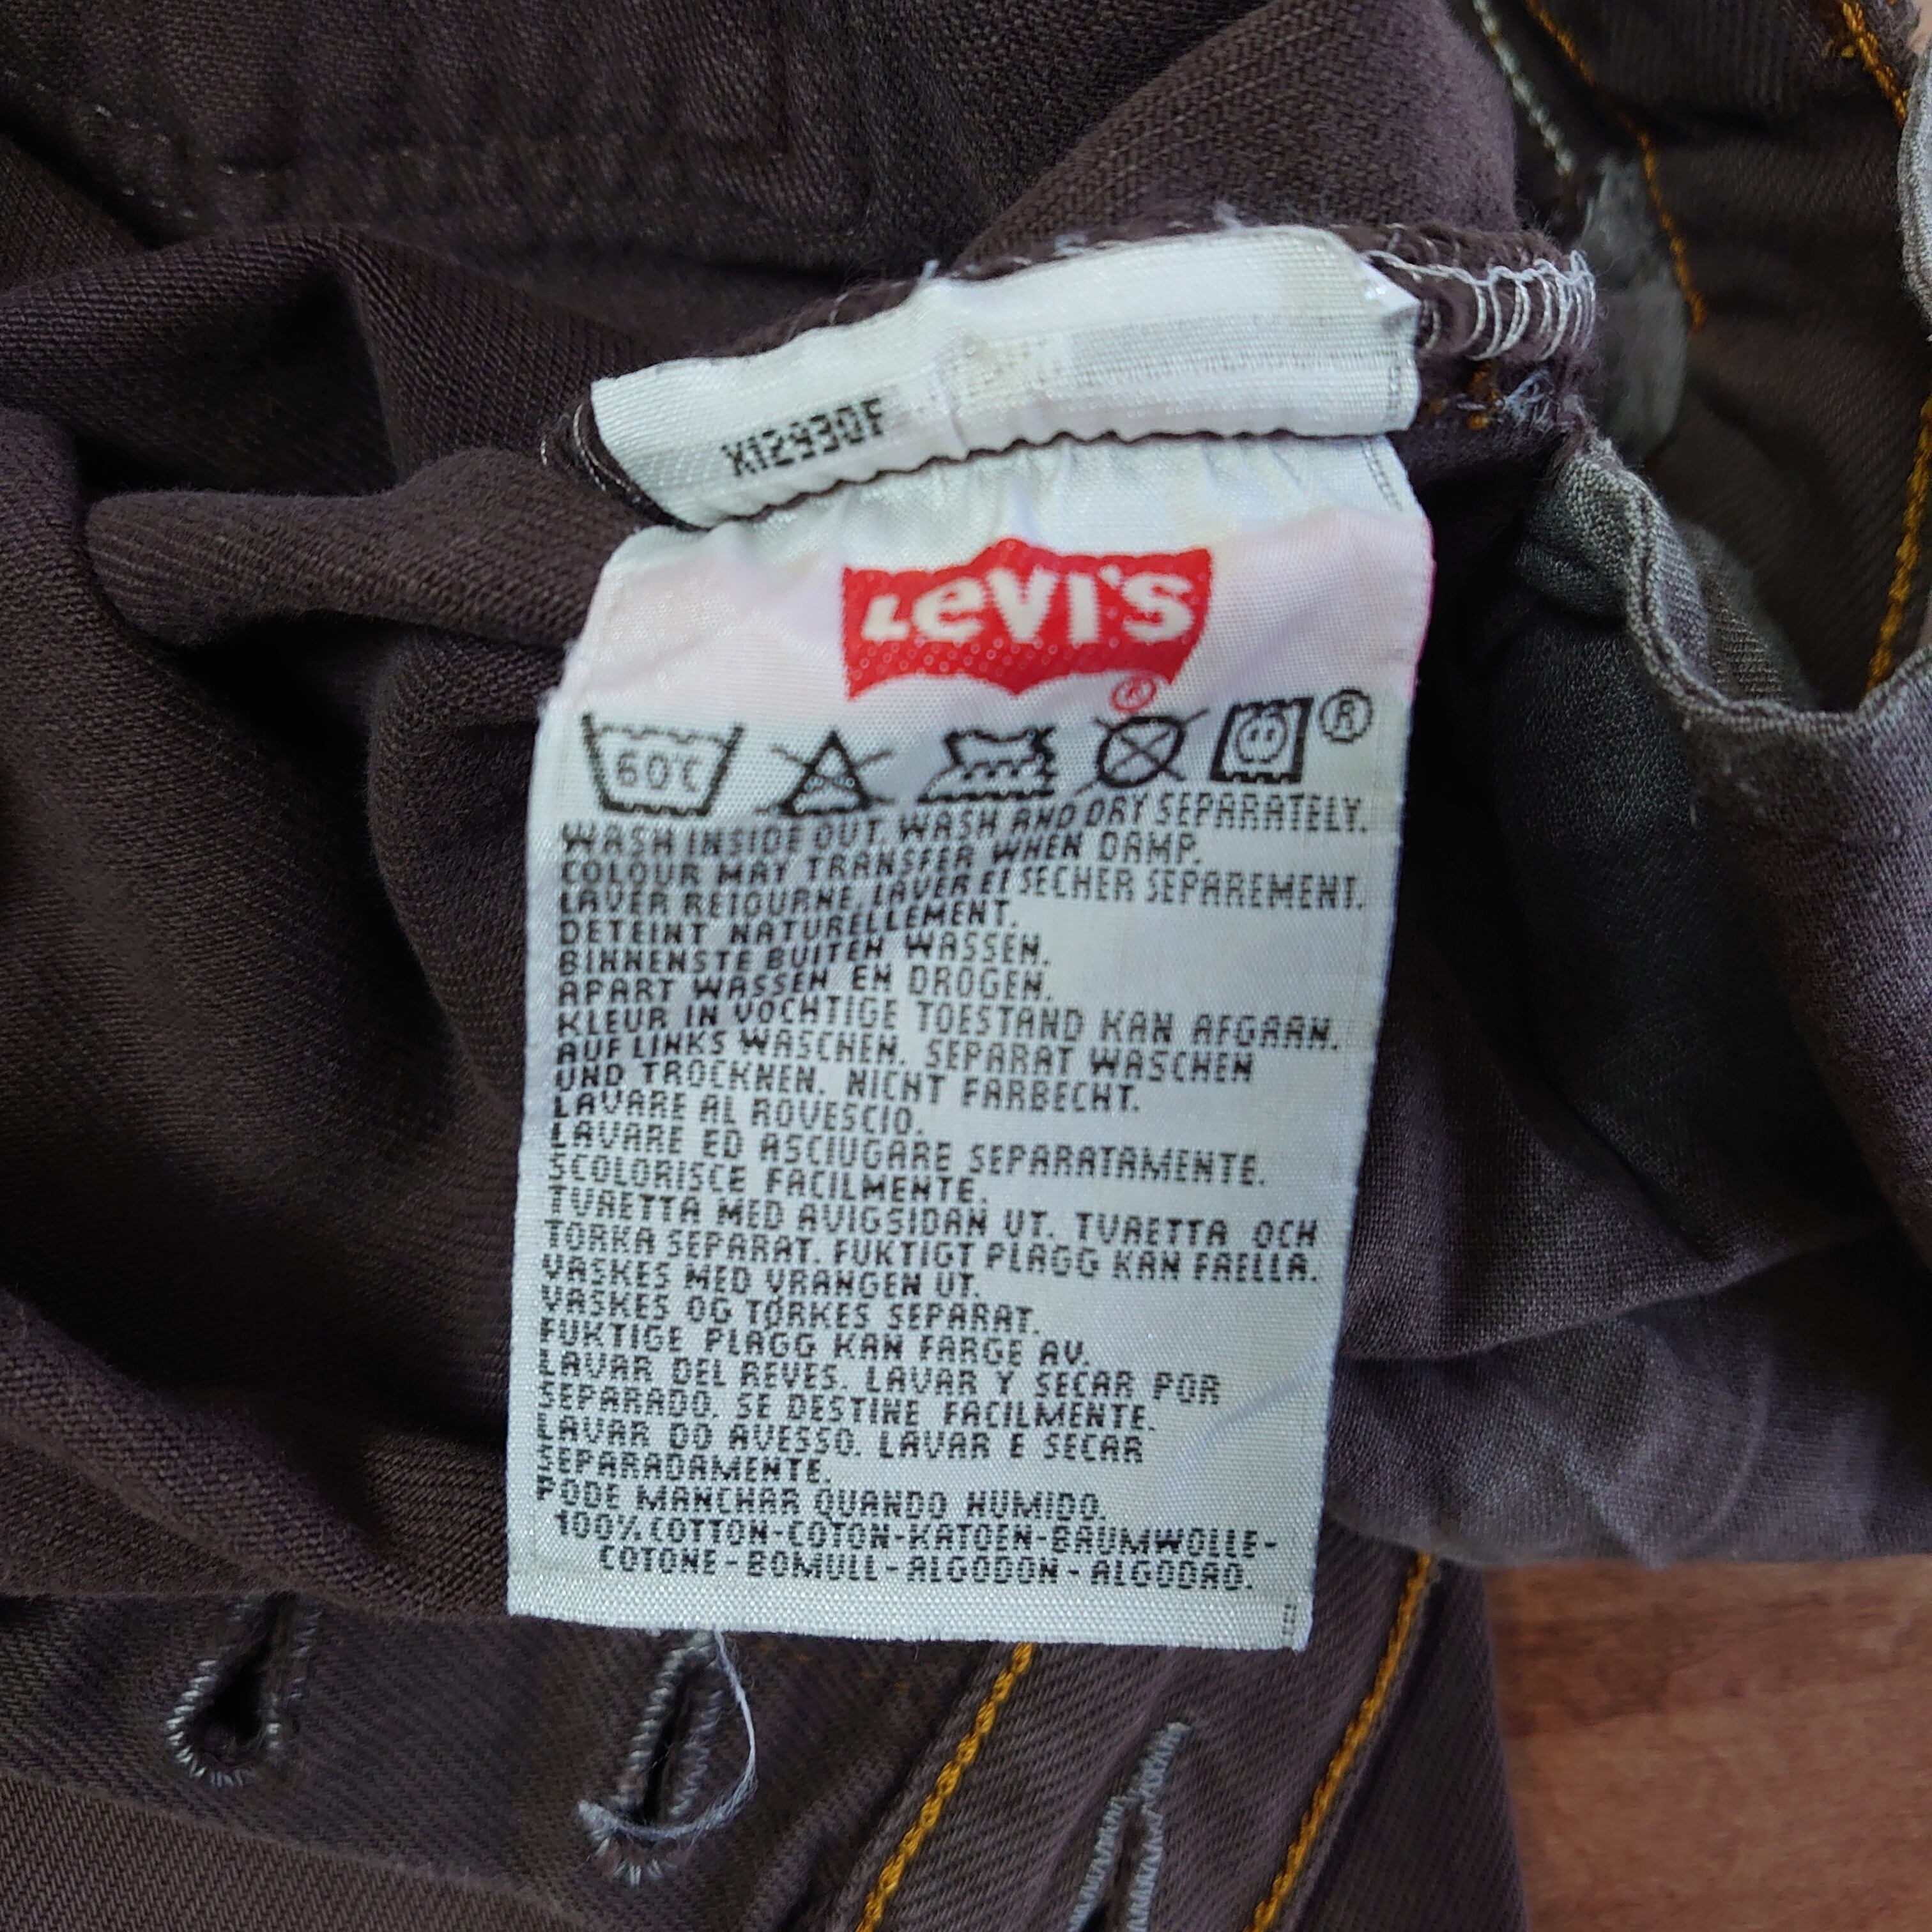 X12930F
LEVI'S
®
60°C
®
WASH INSIDE OUT. WASH AND DRY SEPARATELY.
COLOUR MAY TRANSFER WHEN DAMP.
LAVER RETOURNE. LAVER ET SECHER SEPAREMENT.
DETEINT NATURELLEMENT.
BINNENSTE BUITEN WASSEN.
APART WASSEN EN DROGEN.
KLEUR IN VOCHTIGE TOESTAND KAN AFGAAN.
AUF LINKS WASCHEN. SEPARAT WASCHEN
UND TROCKNEN. NICHT FARBECHT.
LAVARE AL ROVESCIO.
LAVARE ED ASCIUGARE SEPARATAMENTE.
SCOLORISCE FACILMENTE.
TVAETTA MED AVIGSIDAN UT. TVAETTA OCH
TORKA SEPARAT. FUKTIGT PLAGG KAN FAELLA.
VASKES MED VRANGEN UT.
VASKES OG TØRKES SEPARAT.
FUKTIGE PLAGG KAN FARGE AV.
LAVAR DEL REVES. LAVAR Y SECAR POR
SEPARADO. SE DESTINE FACILMENTE.
LAVAR DO AVESSO. LAVAR E SECAR
SEPARADAMENTE.
PODE MANCHAR QUANDO HUMIDO.
100% COTTON-COTON-KATOEN-BAUMWOLLE-
COTONE-BOMULL-ALGODON-ALGODAO.